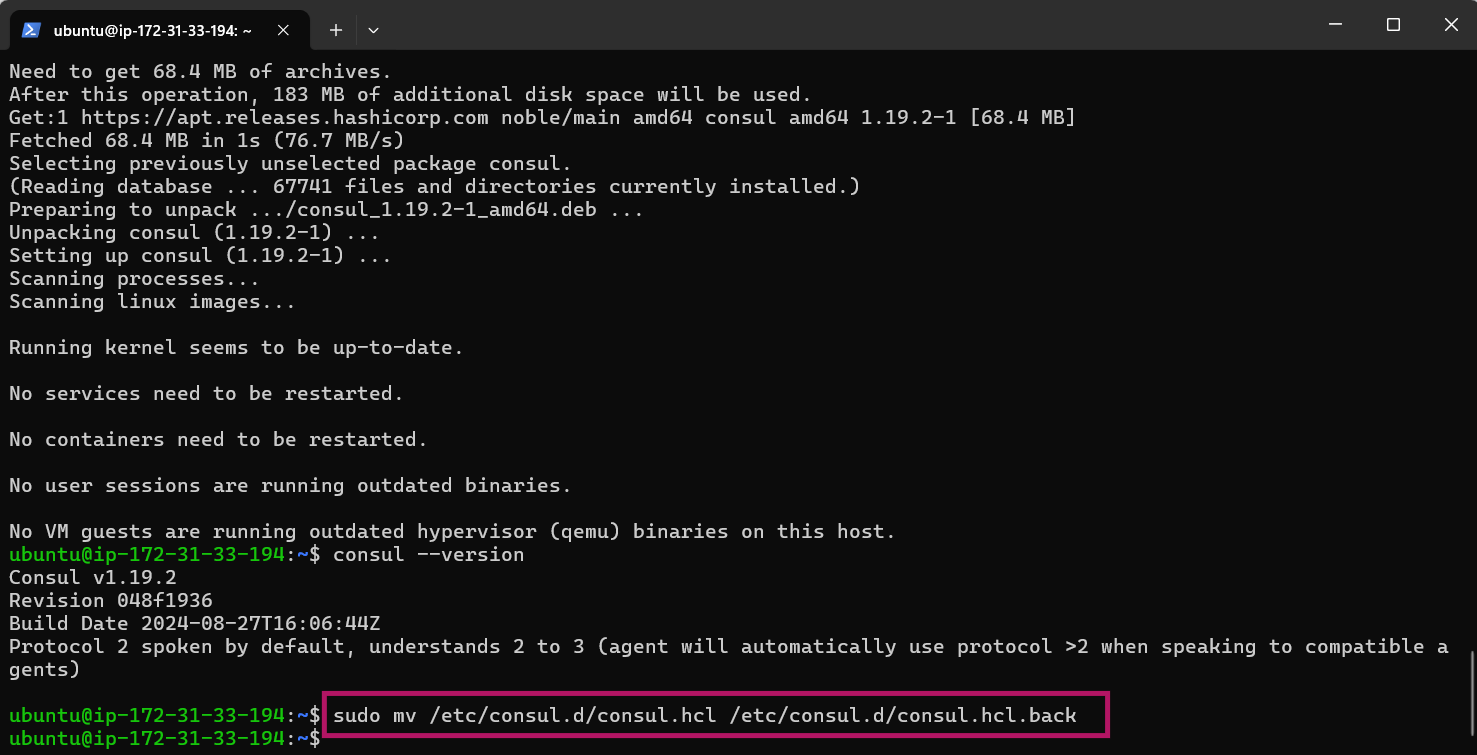 ubuntu@ip-172-31-33-194: ~
Need to get 68.4 MB of archives.
After this operation, 183 MB of additional disk space will be used.
Get:1 https://apt.releases.hashicorp.com noble/main amd64 consul amd64 1.19.2-1 [68.4 MB]
Fetched 68.4 MB in 1s (76.7 MB/s)
Selecting previously unselected package consul.
(Reading database ... 67741 files and directories currently installed.)
Preparing to unpack .../consul_1.19.2-1_amd64.deb ...
Unpacking consul (1.19.2-1) ...
Setting up consul (1.19.2-1) ...
Scanning processes...
Scanning linux images...
Running kernel seems to be up-to-date.
No services need to be restarted.
No containers need to be restarted.
No user sessions are running outdated binaries.
No VM guests are running outdated hypervisor (qemu) binaries on this host.
ubuntu@ip-172-31-33-194:~$ consul --version
Consul v1.19.2
Revision 048f1936
Build Date 2024-08-27T16:06:44Z
Protocol 2 spoken by default, understands 2 to 3 (agent will automatically use protocol >2 when speaking to compatible a
gents)
ubuntu@ip-172-31-33-194:~$ sudo mv /etc/consul.d/consul.hcl /etc/consul.d/consul.hcl.back
ubuntu@ip-172-31-33-194:~$